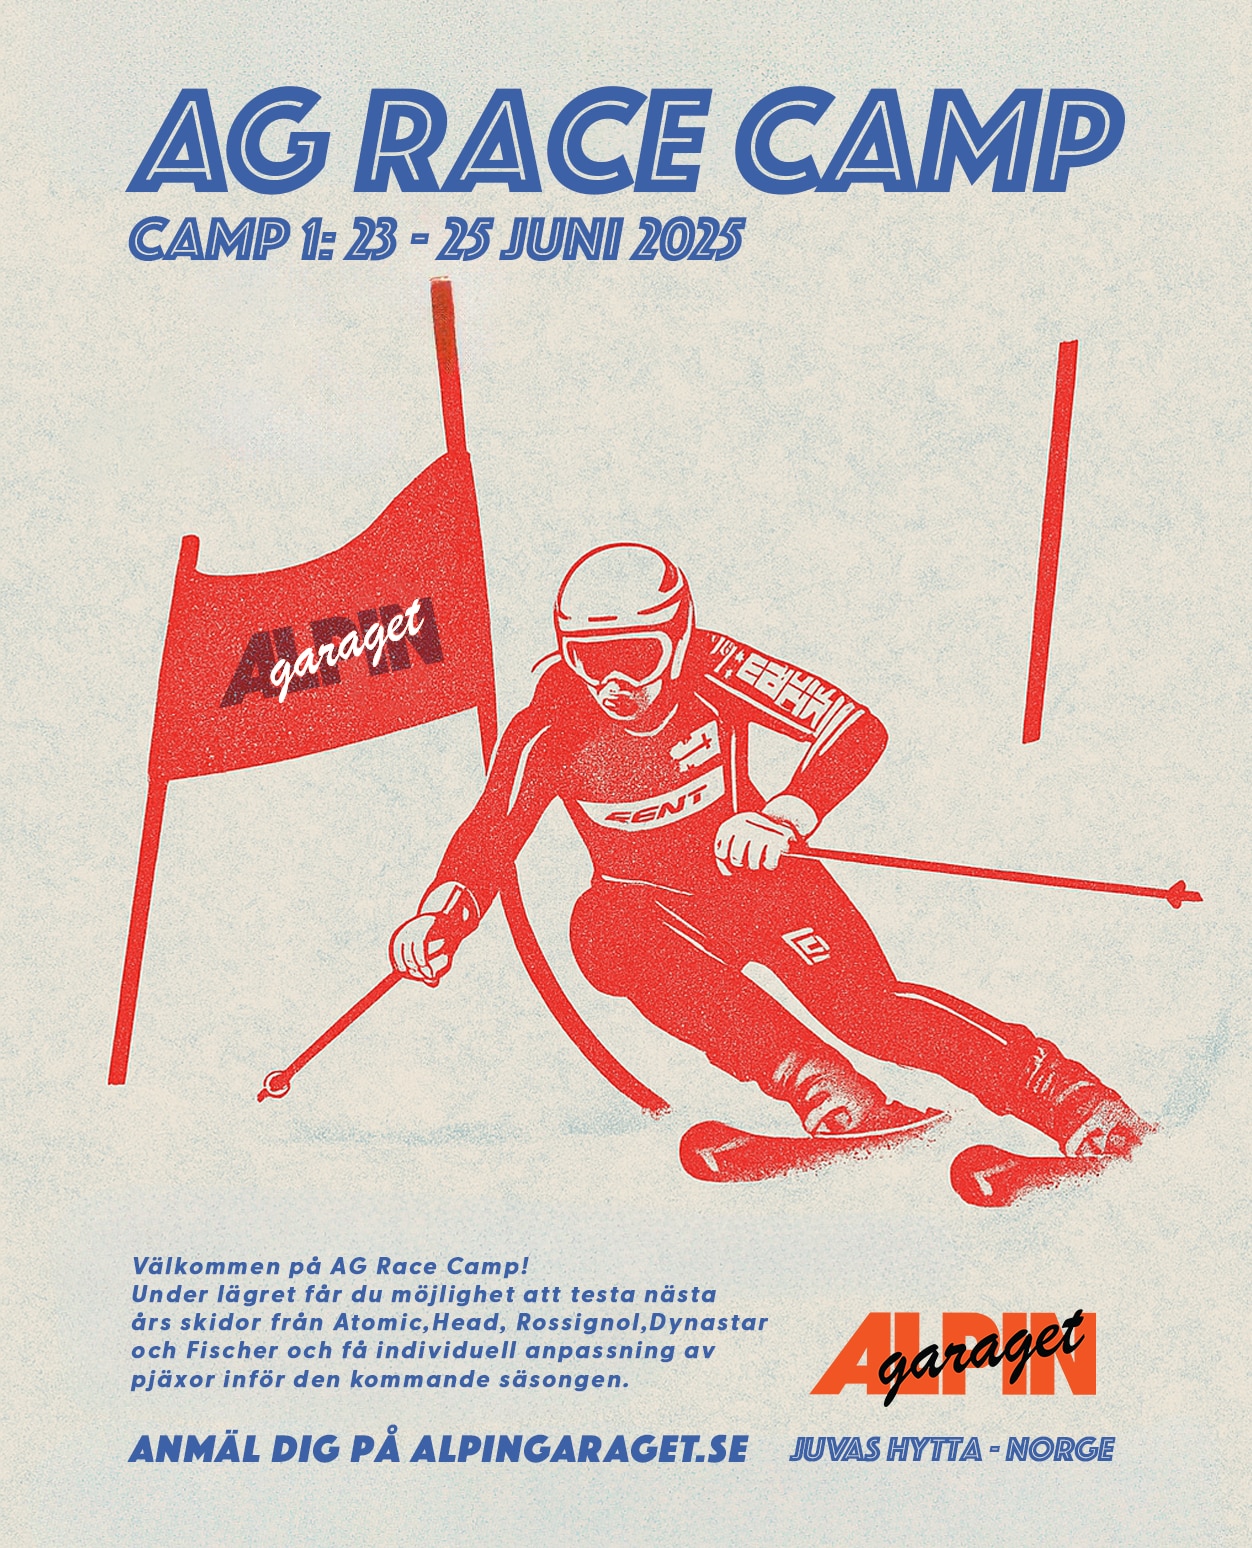 AG RACE CAMP
CAMP 1: 23 - 25 JUNI 2025
ALPIN
garaget
Välkommen på AG Race Camp!
Under lägret får du möjlighet att testa nästa
års skidor från Atomic,Head, Rossignol,Dynastar
och Fischer och få individuell anpassning av
pjäxor inför den kommande säsongen.
ALPIN
garaget
ANMÄL DIG PÅ ALPINGARAGET.SE
JUVAS HYTTA - NORGE